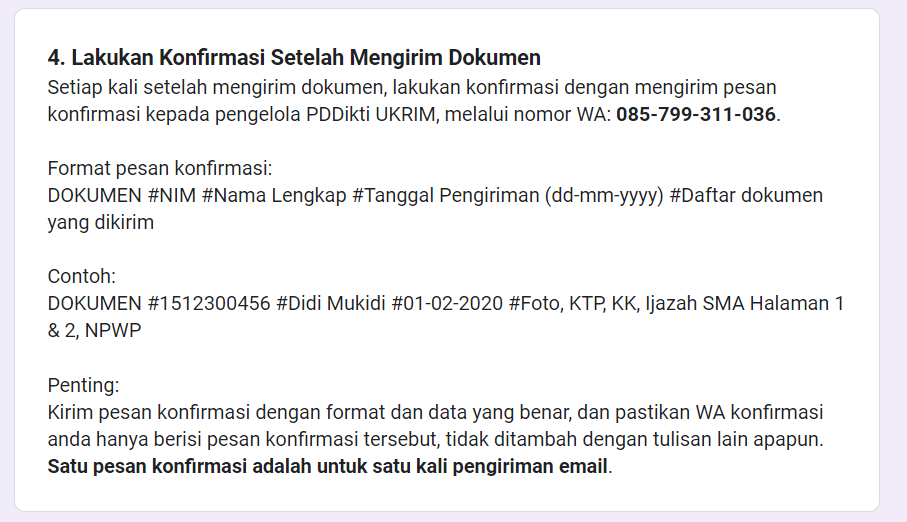 4. Lakukan Konfirmasi Setelah Mengirim Dokumen
Setiap kali setelah mengirim dokumen, lakukan konfirmasi dengan mengirim pesan
konfirmasi kepada pengelola PDDikti UKRIM, melalui nomor WA: 085-799-311-036.
Format pesan konfirmasi:
DOKUMEN #NIM #Nama Lengkap #Tanggal Pengiriman (dd-mm-yyyy) #Daftar dokumen
yang dikirim
Contoh:
DOKUMEN #1512300456 #Didi Mukidi #01-02-2020 #Foto, KTP, KK, Ijazah SMA Halaman 1
& 2, NPWP
Penting:
Kirim pesan konfirmasi dengan format dan data yang benar, dan pastikan WA konfirmasi
anda hanya berisi pesan konfirmasi tersebut, tidak ditambah dengan tulisan lain apapun.
Satu pesan konfirmasi adalah untuk satu kali pengiriman email.